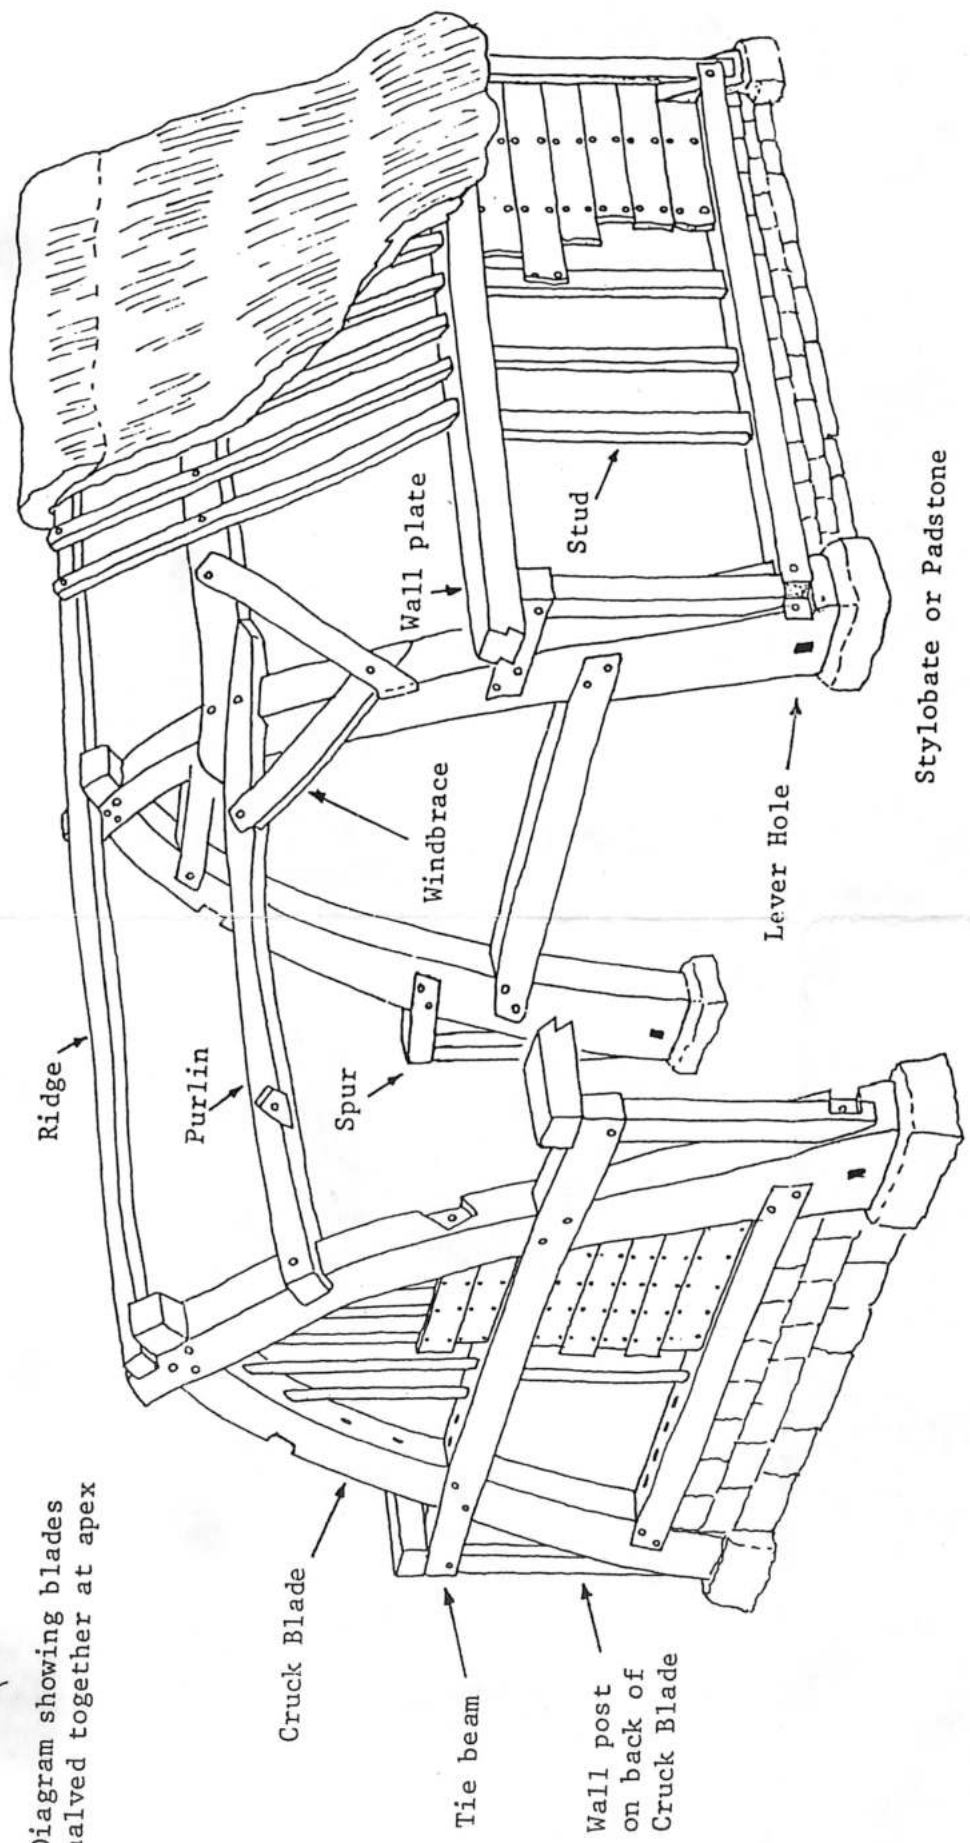 Diagram showing blades
halved together at apex
Ridge
Purlin
Spur
Cruck Blade
Tie beam
Wall post
on back of
Cruck Blade
Windbrace
Wall plate
Stud
Lever Hole
Stylobate or Padstone